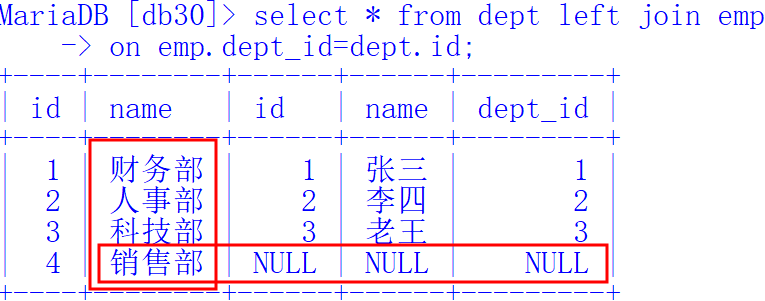 MariaDB [db30]> select * from dept left join emp
    -> on emp.dept_id=dept.id;
+----+--------+------+------+---------+
| id | name | id | name | dept_id |
+----+--------+------+------+---------+
| 1 | 财务部 | 1 | 张三 | 1 |
| 2 | 人事部 | 2 | 李四 | 2 |
| 3 | 科技部 | 3 | 老王 | 3 |
| 4 | 销售部 | NULL | NULL | NULL |
+----+--------+------+------+---------+